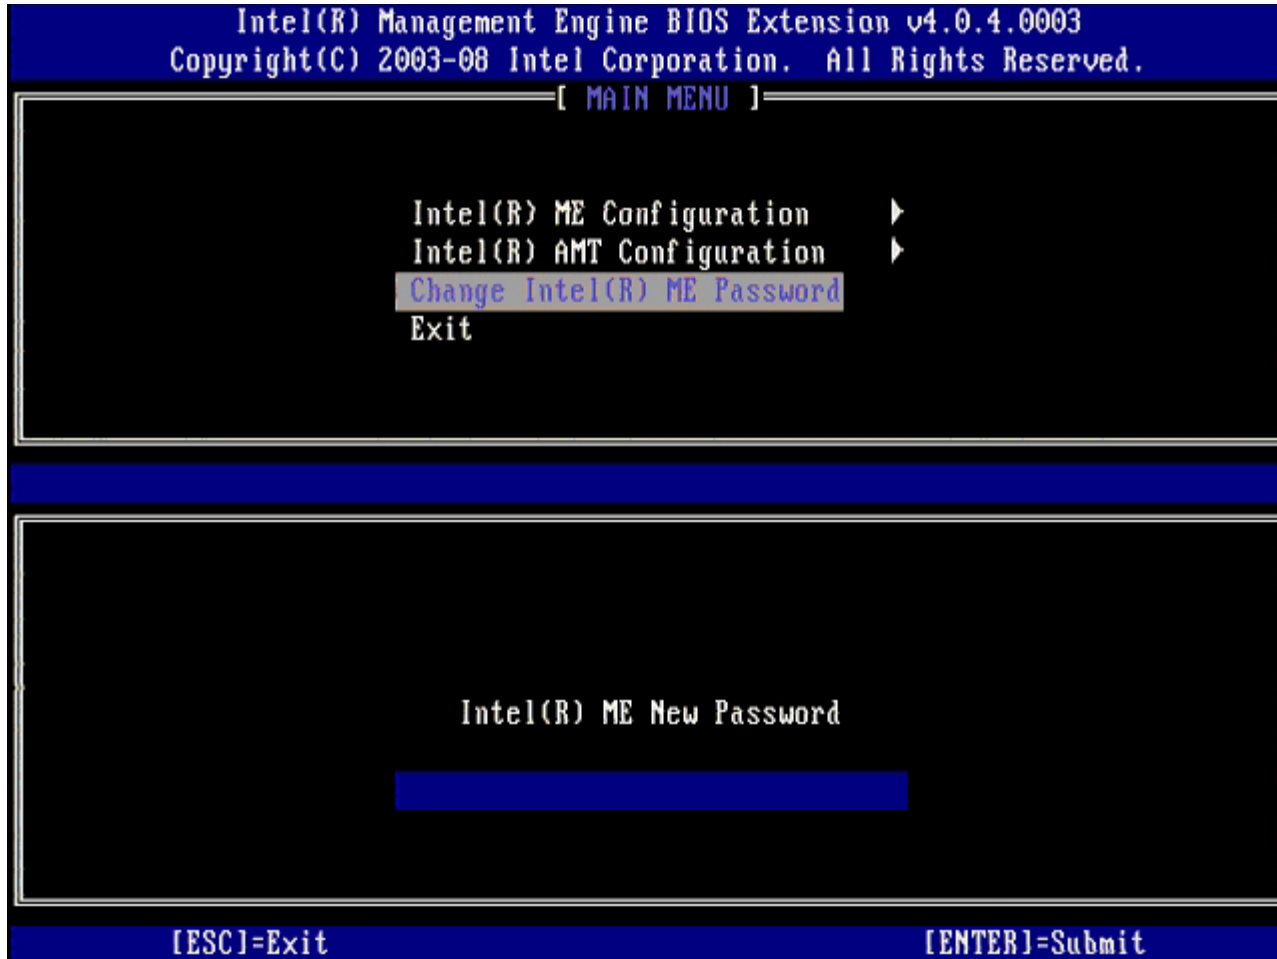 Intel(R) Management Engine BIOS Extension v4.0.4.0003
Copyright(C) 2003-08 Intel Corporation. All Rights Reserved.
[ MAIN MENU ]
Intel(R) ME Configuration
Intel(R) AMT Configuration
Change Intel(R) ME Password
Exit
Intel(R) ME New Password
[ESC]=Exit [ENTER]=Submit